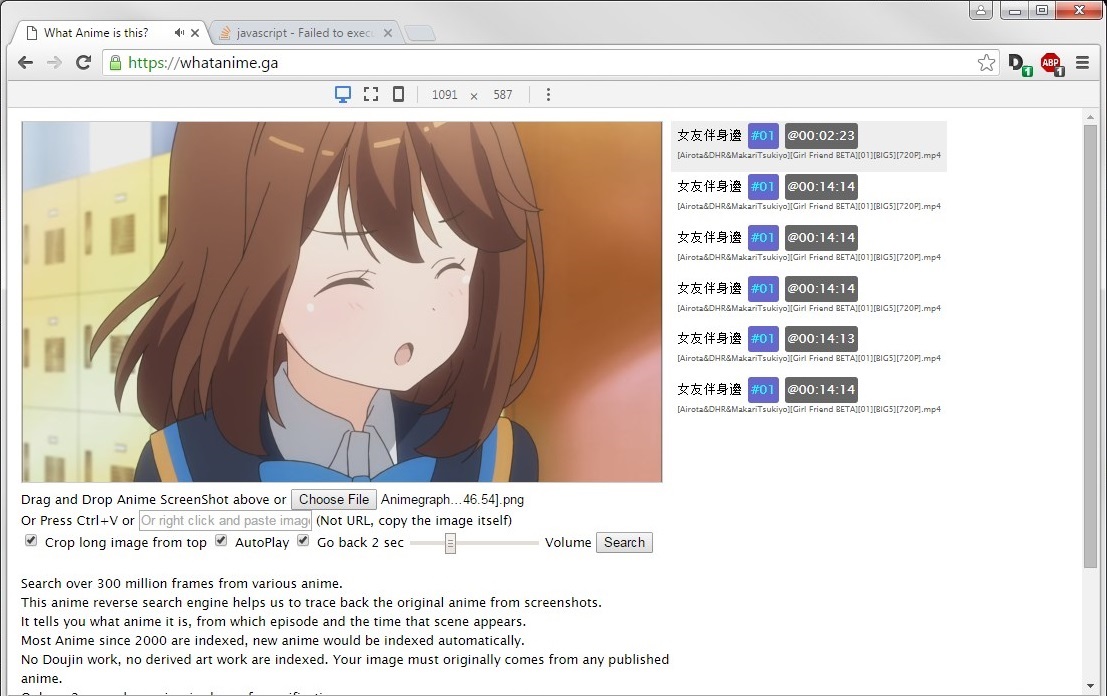 What Anime is this?
javascript - Failed to exec
https://whatanime.ga
D 1
ABP 1
1091 × 587
女友伴身邊 #01 @00:02:23
[Airota&DHR&MakariTsukiyo][Girl Friend BETA][01][BIG5][720P].mp4
女友伴身邊 #01 @00:14:14
[Airota&DHR&MakariTsukiyo][Girl Friend BETA][01][BIG5][720P].mp4
女友伴身邊 #01 @00:14:14
[Airota&DHR&MakariTsukiyo][Girl Friend BETA][01][BIG5][720P].mp4
女友伴身邊 #01 @00:14:14
[Airota&DHR&MakariTsukiyo][Girl Friend BETA][01][BIG5][720P].mp4
女友伴身邊 #01 @00:14:13
[Airota&DHR&MakariTsukiyo][Girl Friend BETA][01][BIG5][720P].mp4
女友伴身邊 #01 @00:14:14
[Airota&DHR&MakariTsukiyo][Girl Friend BETA][01][BIG5][720P].mp4
Drag and Drop Anime ScreenShot above or Choose File Animegraph…46.54].png
Or Press Ctrl+V or Or right click and paste image (Not URL, copy the image itself)
Crop long image from top AutoPlay Go back 2 sec Volume Search
Search over 300 million frames from various anime.
This anime reverse search engine helps us to trace back the original anime from screenshots.
It tells you what anime it is, from which episode and the time that scene appears.
Most Anime since 2000 are indexed, new anime would be indexed automatically.
No Doujin work, no derived art work are indexed. Your image must originally comes from any published
anime.